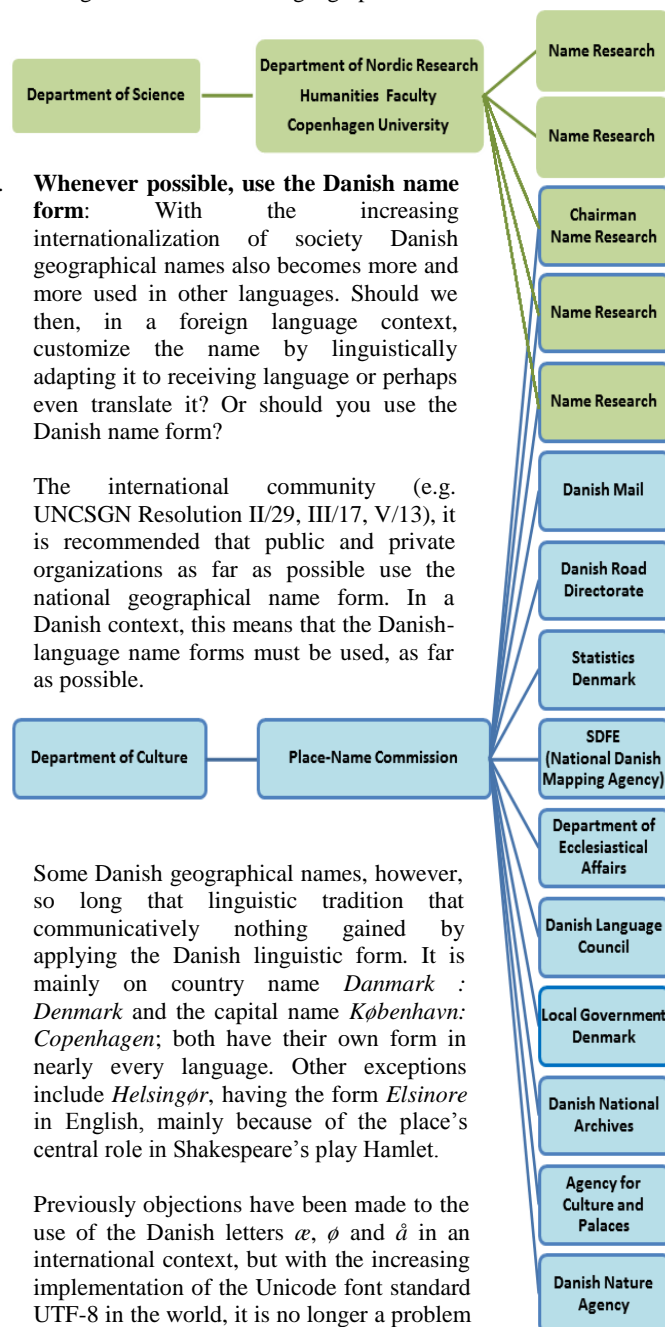 Department of Science
Department of Nordic Research
Humanities Faculty
Copenhagen University
Name Research
Name Research
Chairman
Name Research
Name Research
Name Research
Whenever possible, use the Danish name
form: With the increasing
internationalization of society Danish
geographical names also becomes more and
more used in other languages. Should we
then, in a foreign language context,
customize the name by linguistically
adapting it to receiving language or perhaps
even translate it? Or should you use the
Danish name form?
The international community (e.g.
UNCSGN Resolution II/29, III/17, V/13), it
is recommended that public and private
organizations as far as possible use the
national geographical name form. In a
Danish context, this means that the Danish-
language name forms must be used, as far
as possible.
Department of Culture
Place-Name Commission
Danish Mail
Danish Road
Directorate
Statistics
Denmark
SDFE
(National Danish
Mapping Agency)
Department of
Ecclesiastical
Affairs
Danish Language
Council
Local Government
Denmark
Danish National
Archives
Agency for
Culture and
Palaces
Danish Nature
Agency
Some Danish geographical names, however,
so long that linguistic tradition that
communicatively nothing gained by
applying the Danish linguistic form. It is
mainly on country name Danmark :
Denmark and the capital name København:
Copenhagen; both have their own form in
nearly every language. Other exceptions
include Helsingør, having the form Elsinore
in English, mainly because of the place's
central role in Shakespeare's play Hamlet.
Previously objections have been made to the
use of the Danish letters æ, ø and å in an
international context, but with the increasing
implementation of the Unicode font standard
UTF-8 in the world, it is no longer a problem